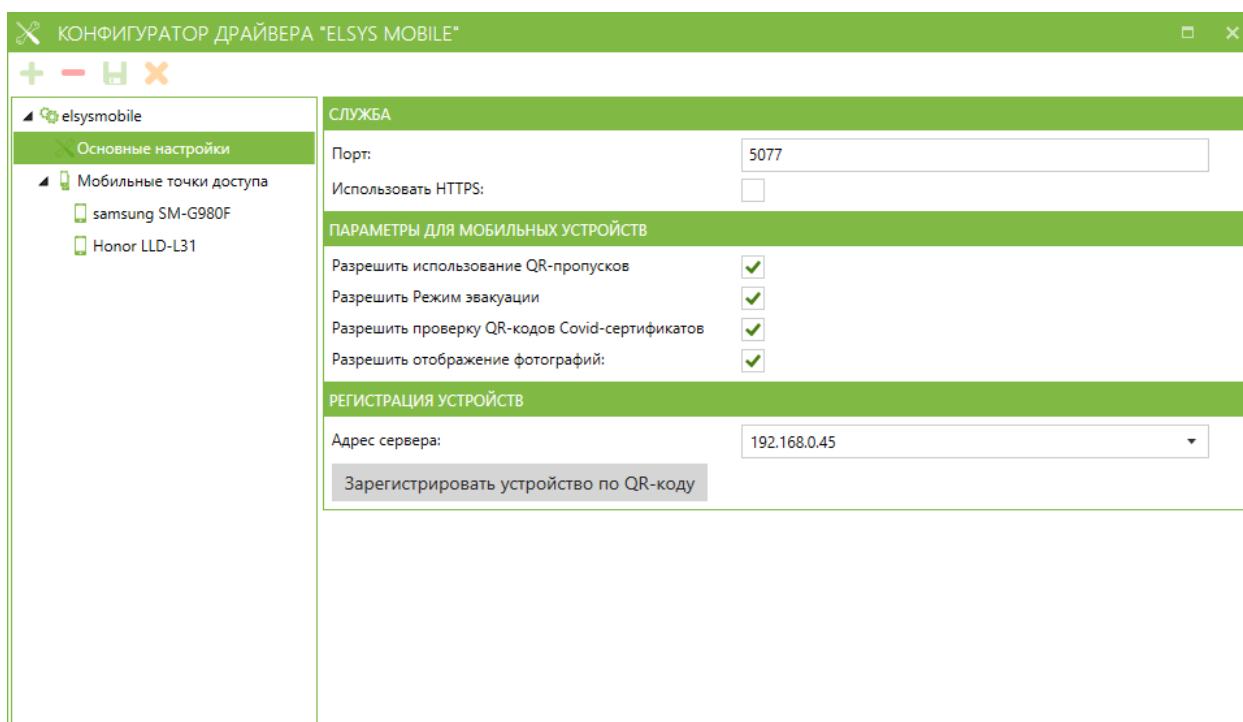 КОНФИГУРАТОР ДРАЙВЕРА "ELSYS MOBILE"
elsysmobile
Основные настройки
Мобильные точки доступа
samsung SM-G980F
Honor LLD-L31
СЛУЖБА
Порт: 5077
Использовать HTTPS:
ПАРАМЕТРЫ ДЛЯ МОБИЛЬНЫХ УСТРОЙСТВ
Разрешить использование QR-пропусков
Разрешить Режим эвакуации
Разрешить проверку QR-кодов Covid-сертификатов
Разрешить отображение фотографий:
РЕГИСТРАЦИЯ УСТРОЙСТВ
Адрес сервера: 192.168.0.45
Зарегистрировать устройство по QR-коду